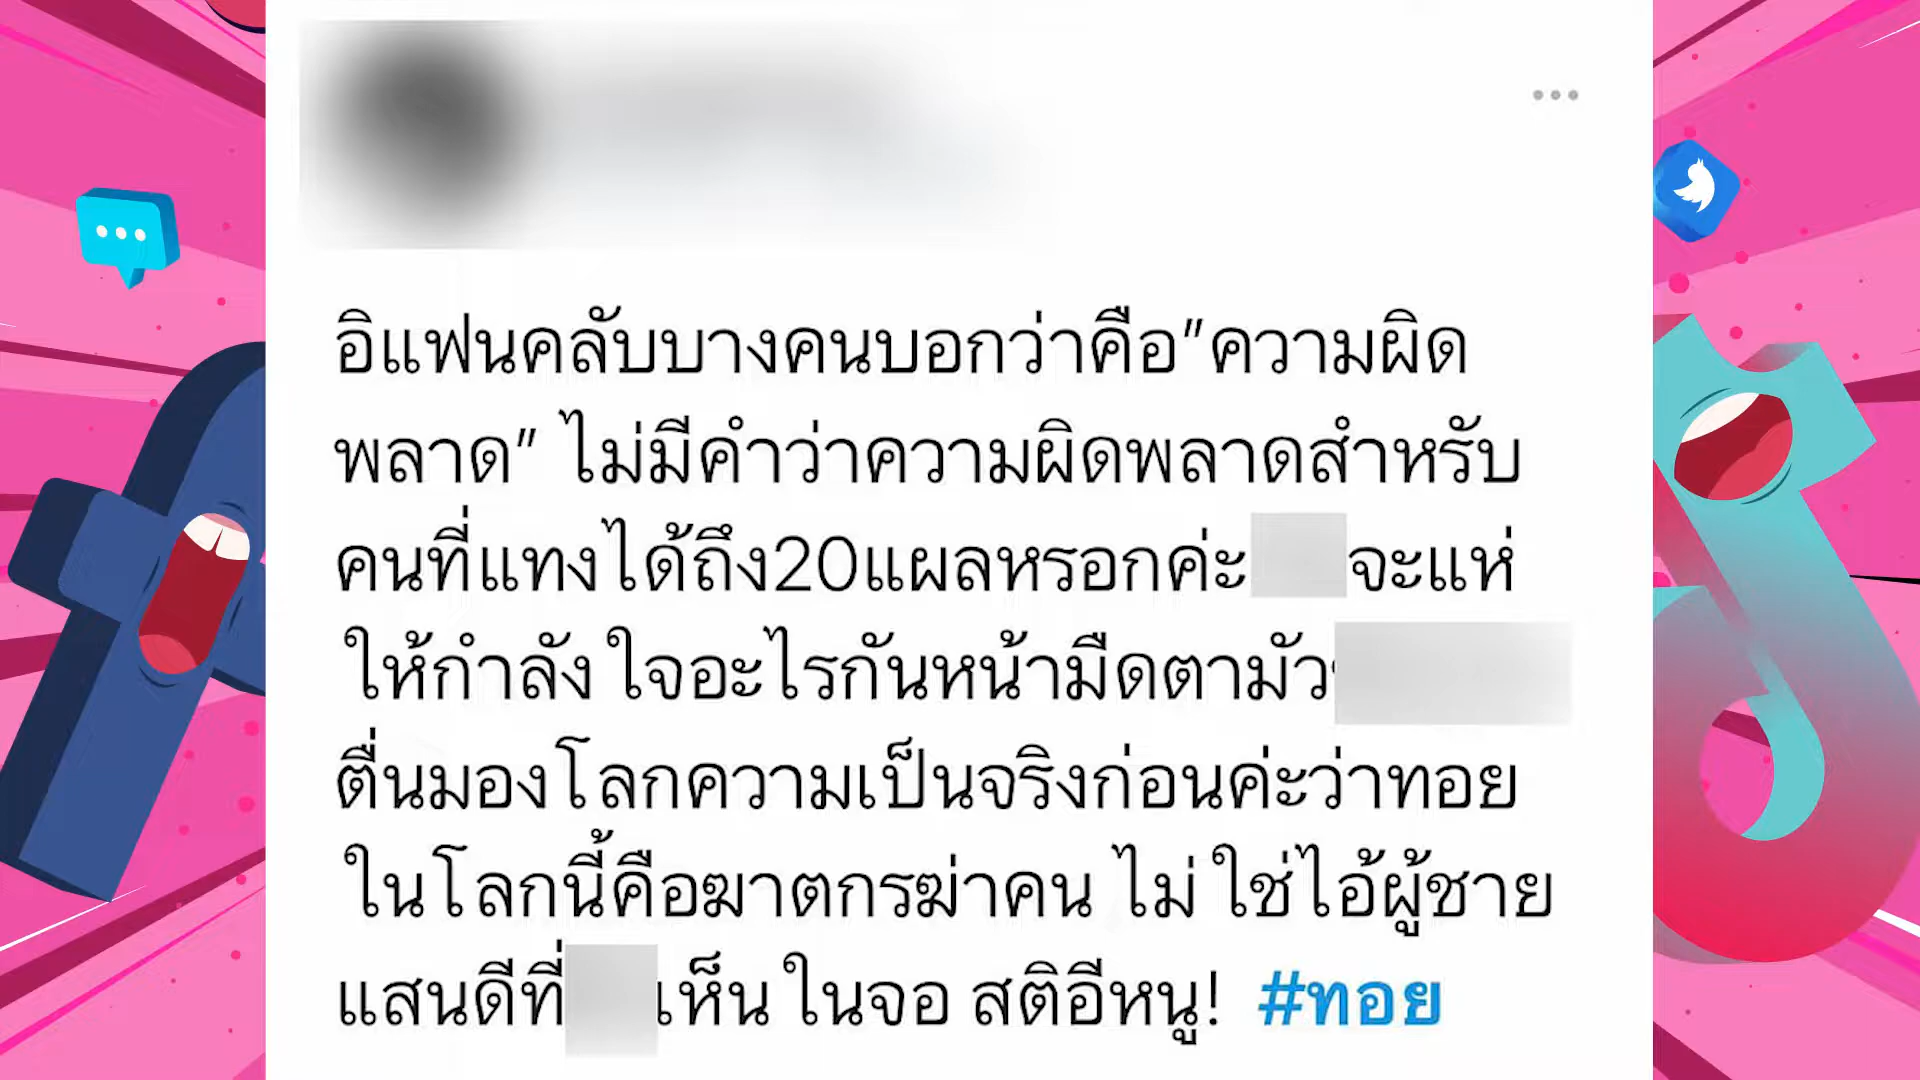 อิแฟนคลับบางคนบอกว่าคือ"ความผิด
พลาด" ไม่มีคำว่าความผิดพลาดสำหรับ
คนที่แทงได้ถึง20แผลหรอกค่ะ จะแห่
ให้กำลังใจอะไรกันหน้ามืดตามัว
ตื่นมองโลกความเป็นจริงก่อนค่ะว่าทอย
ในโลกนี้คือฆาตกรฆ่าคน ไม่ใช่ไอ้ผู้ชาย
แสนดีที่ เห็นในจอ สติอีหนู! #ทอย